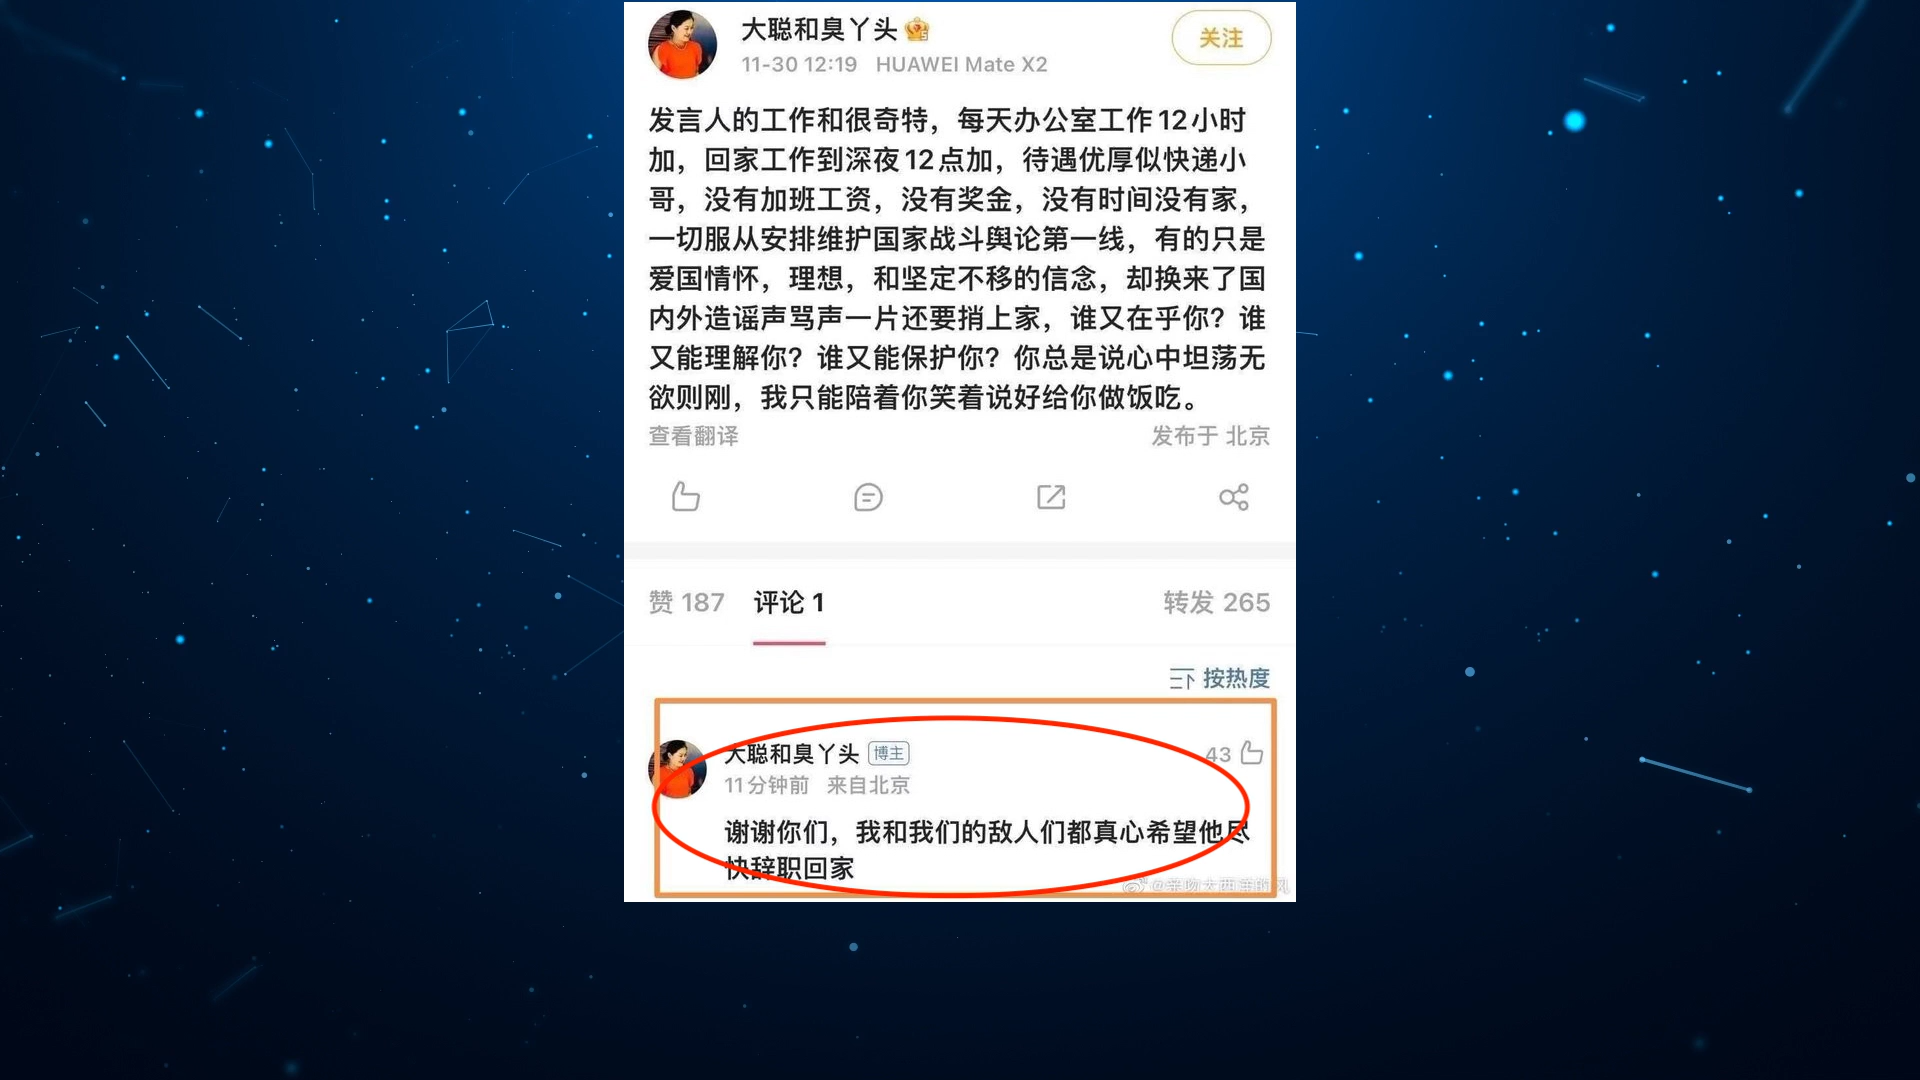 大聪和臭丫头
关注
11-30 12:19 HUAWEI Mate X2
发言人的工作和很奇特，每天办公室工作12小时
加，回家工作到深夜12点加，待遇优厚似快递小
哥，没有加班工资，没有奖金，没有时间没有家，
一切服从安排维护国家战斗舆论第一线，有的只是
爱国情怀，理想，和坚定不移的信念，却换来了国
内外造谣声骂声一片还要捎上家，谁又在乎你？谁
又能理解你？谁又能保护你？你总是说心中坦荡无
欲则刚，我只能陪着你笑着说好给你做饭吃。
查看翻译 发布于 北京
赞 187 评论 1 转发 265
按热度
大聪和臭丫头 博主 43
11分钟前 来自北京
谢谢你们，我和我们的敌人们都真心希望他尽
快辞职回家
@亲吻大西洋的风